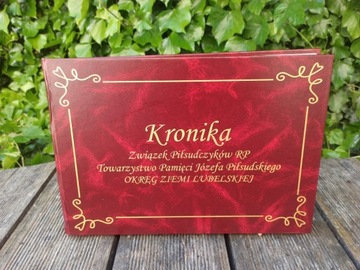 Kronika
Związek Piłsudczyków RP
Towarzystwo Pamięci Józefa Piłsudskiego
OKRĘG ZIEMI LUBELSKIEJ